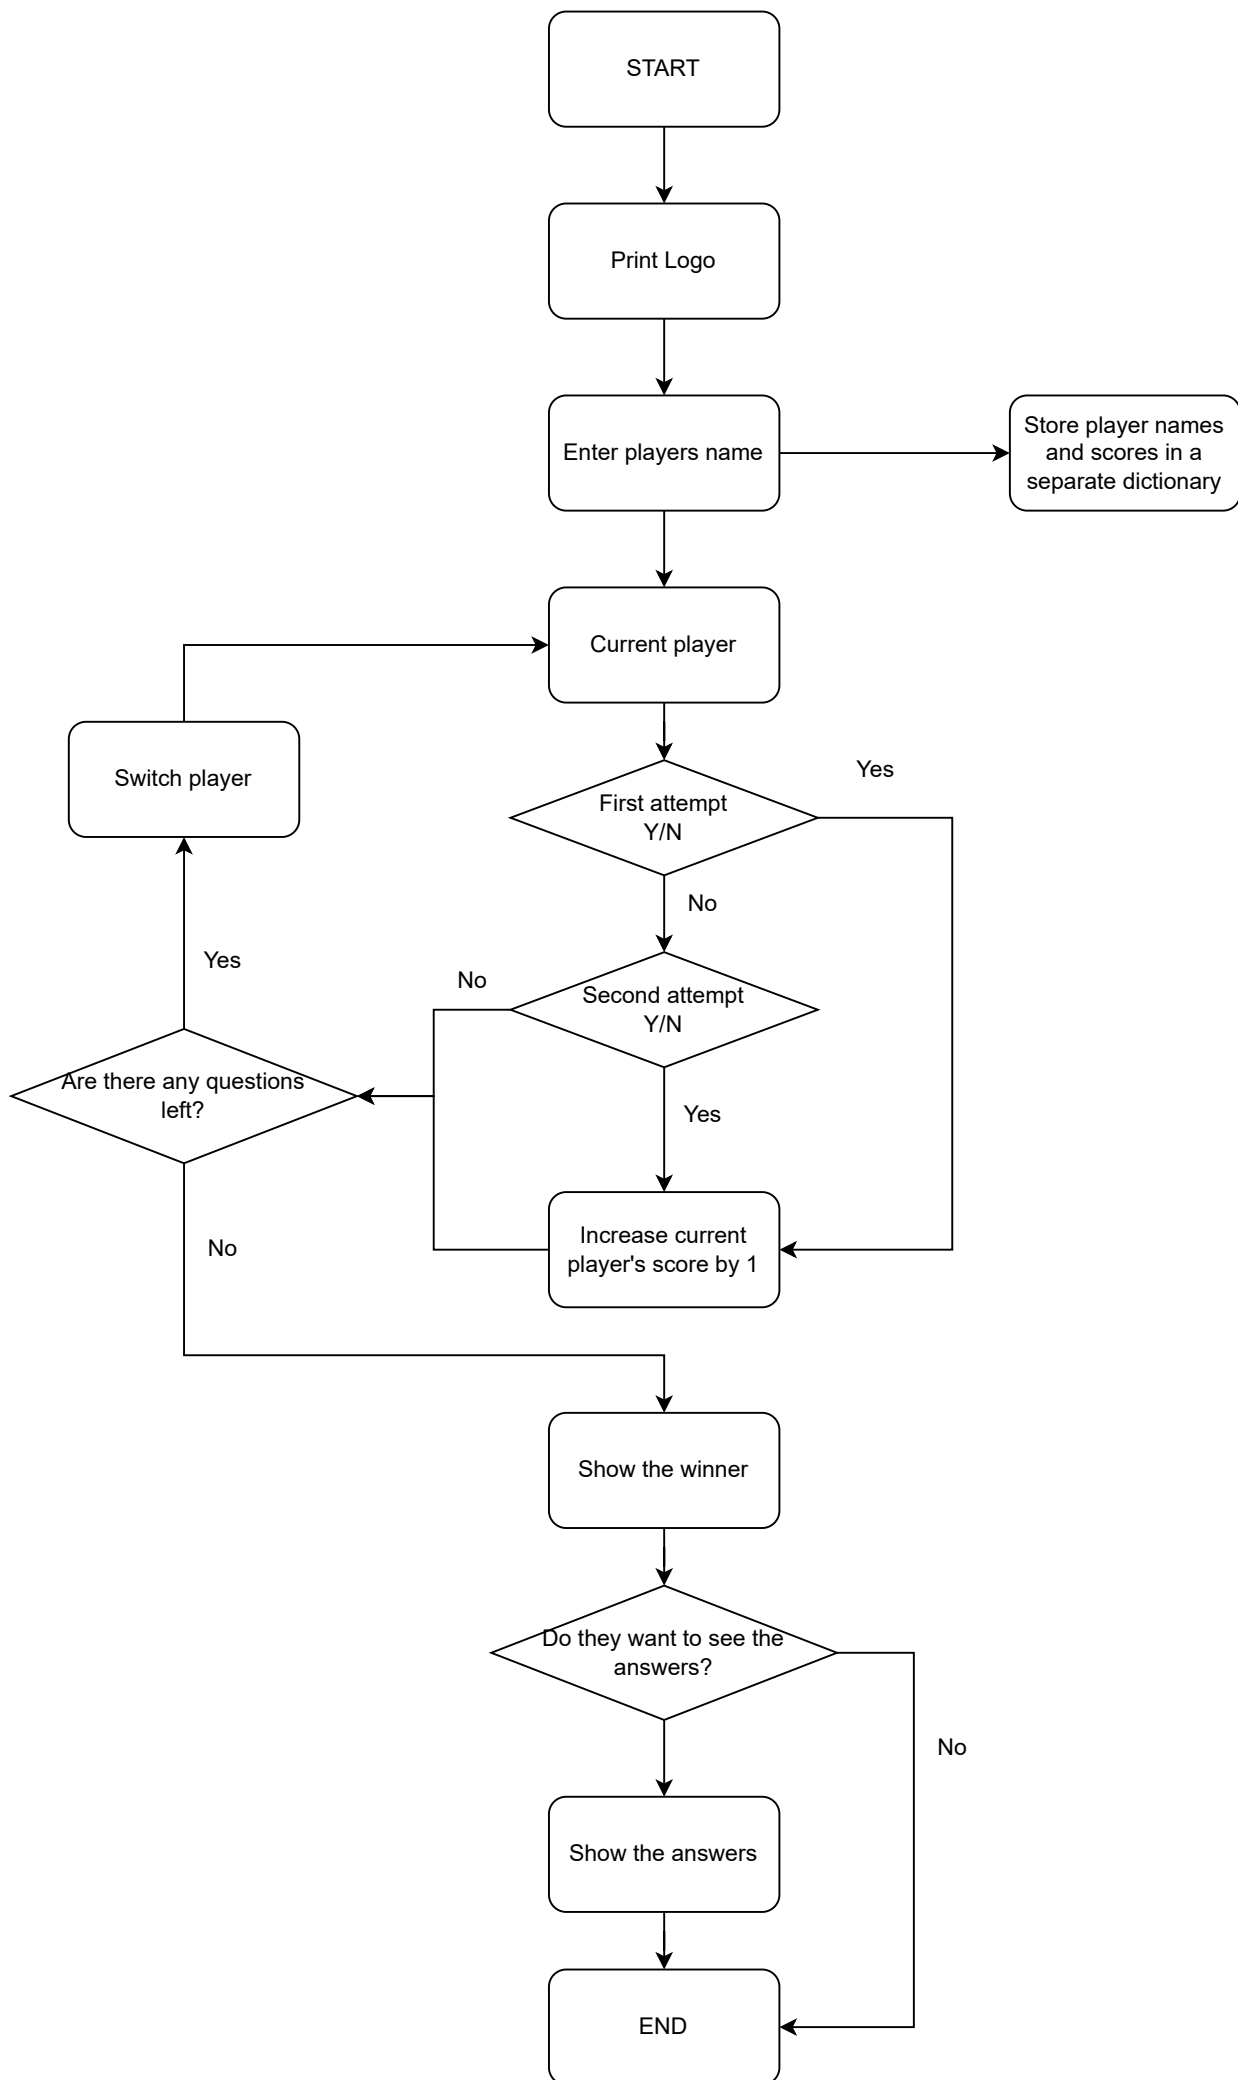 START
Print Logo
Enter players name
Store player names
and scores in a
separate dictionary
Current player
Switch player
Yes
First attempt
Y/N
No
Yes
No
Second attempt
Y/N
Are there any questions
left?
Yes
No
Increase current
player's score by 1
Show the winner
Do they want to see the
answers?
No
Show the answers
END